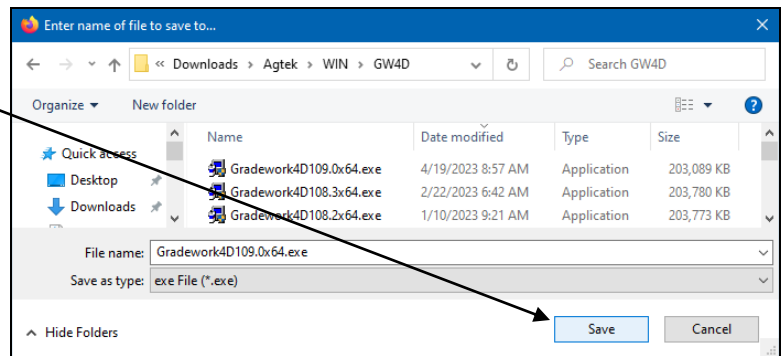 Enter name of file to save to...
« Downloads › Agtek › WIN › GW4D
Search GW4D
Organize New folder
Name Date modified Type Size
Quick access
Desktop
Downloads
Gradework4D109.0x64.exe 4/19/2023 8:57 AM Application 203,089 KB
Gradework4D108.3x64.exe 2/22/2023 6:42 AM Application 203,780 KB
Gradework4D108.2x64.exe 1/10/2023 9:21 AM Application 203,773 KB
File name: Gradework4D109.0x64.exe
Save as type: exe File (*.exe)
Hide Folders
Save Cancel